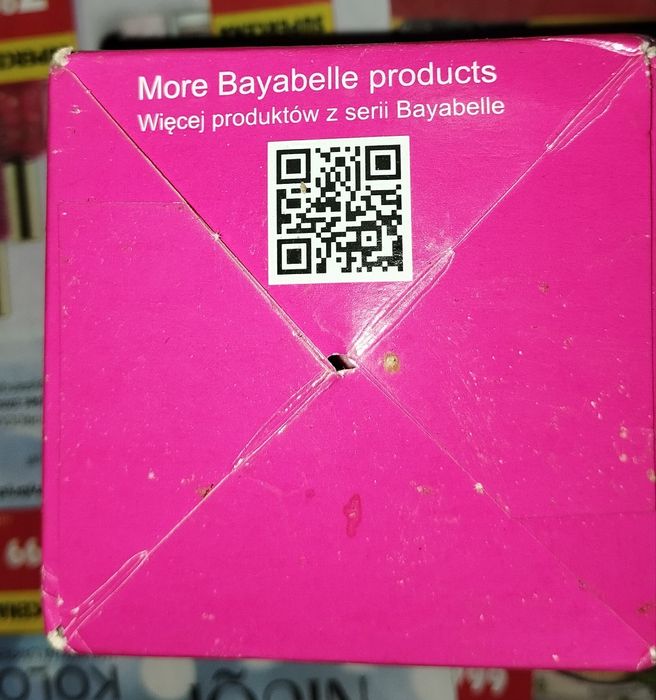 More Bayabelle products
Więcej produktów z serii Bayabelle